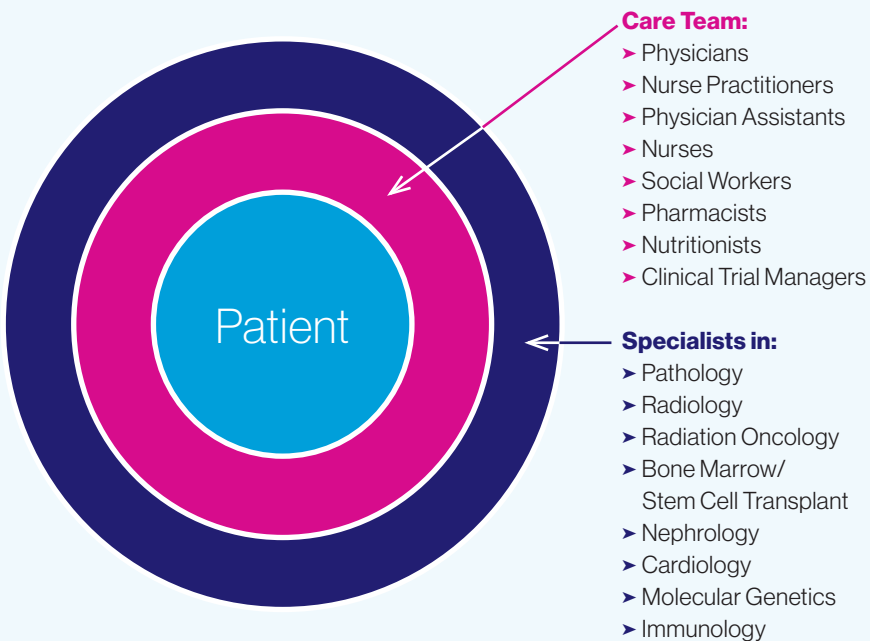 Patient
Care Team:
➤ Physicians
➤ Nurse Practitioners
➤ Physician Assistants
➤ Nurses
➤ Social Workers
➤ Pharmacists
➤ Nutritionists
➤ Clinical Trial Managers
Specialists in:
➤ Pathology
➤ Radiology
➤ Radiation Oncology
➤ Bone Marrow/
Stem Cell Transplant
➤ Nephrology
➤ Cardiology
➤ Molecular Genetics
➤ Immunology